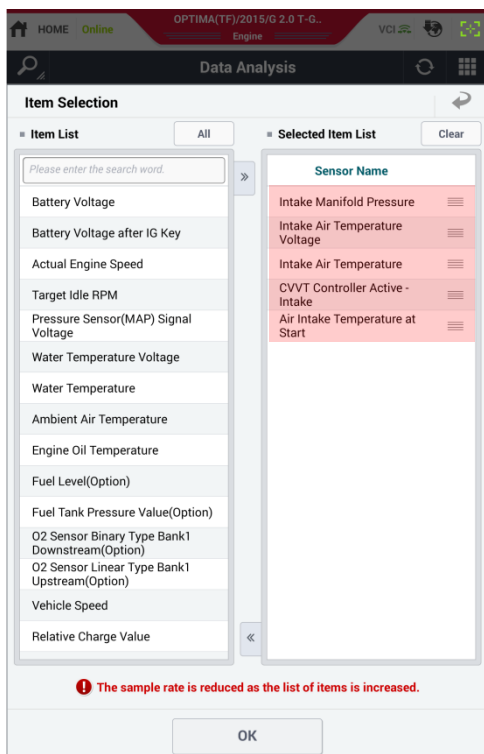 HOME Online
OPTIMA(TF)/2015/G 2.0 T-G..
Engine
VCI
Data Analysis
Item Selection
Item List
All
Selected Item List
Clear
Please enter the search word.
Battery Voltage
Battery Voltage after IG Key
Actual Engine Speed
Target Idle RPM
Pressure Sensor(MAP) Signal
Voltage
Water Temperature Voltage
Water Temperature
Ambient Air Temperature
Engine Oil Temperature
Fuel Level(Option)
Fuel Tank Pressure Value(Option)
O2 Sensor Binary Type Bank1
Downstream(Option)
O2 Sensor Linear Type Bank1
Upstream(Option)
Vehicle Speed
Relative Charge Value
»
«
Sensor Name
Intake Manifold Pressure
Intake Air Temperature
Voltage
Intake Air Temperature
CVVT Controller Active -
Intake
Air Intake Temperature at
Start
The sample rate is reduced as the list of items is increased.
OK